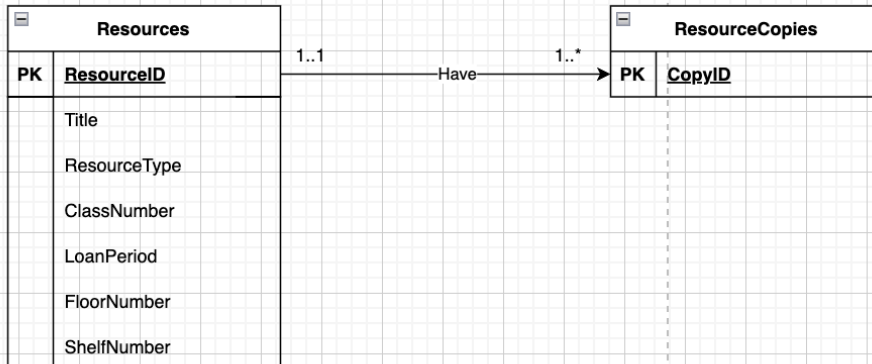 Resources
PK ResourceID
Title
ResourceType
ClassNumber
LoanPeriod
FloorNumber
ShelfNumber
1..1
Have
1..*
ResourceCopies
PK CopyID